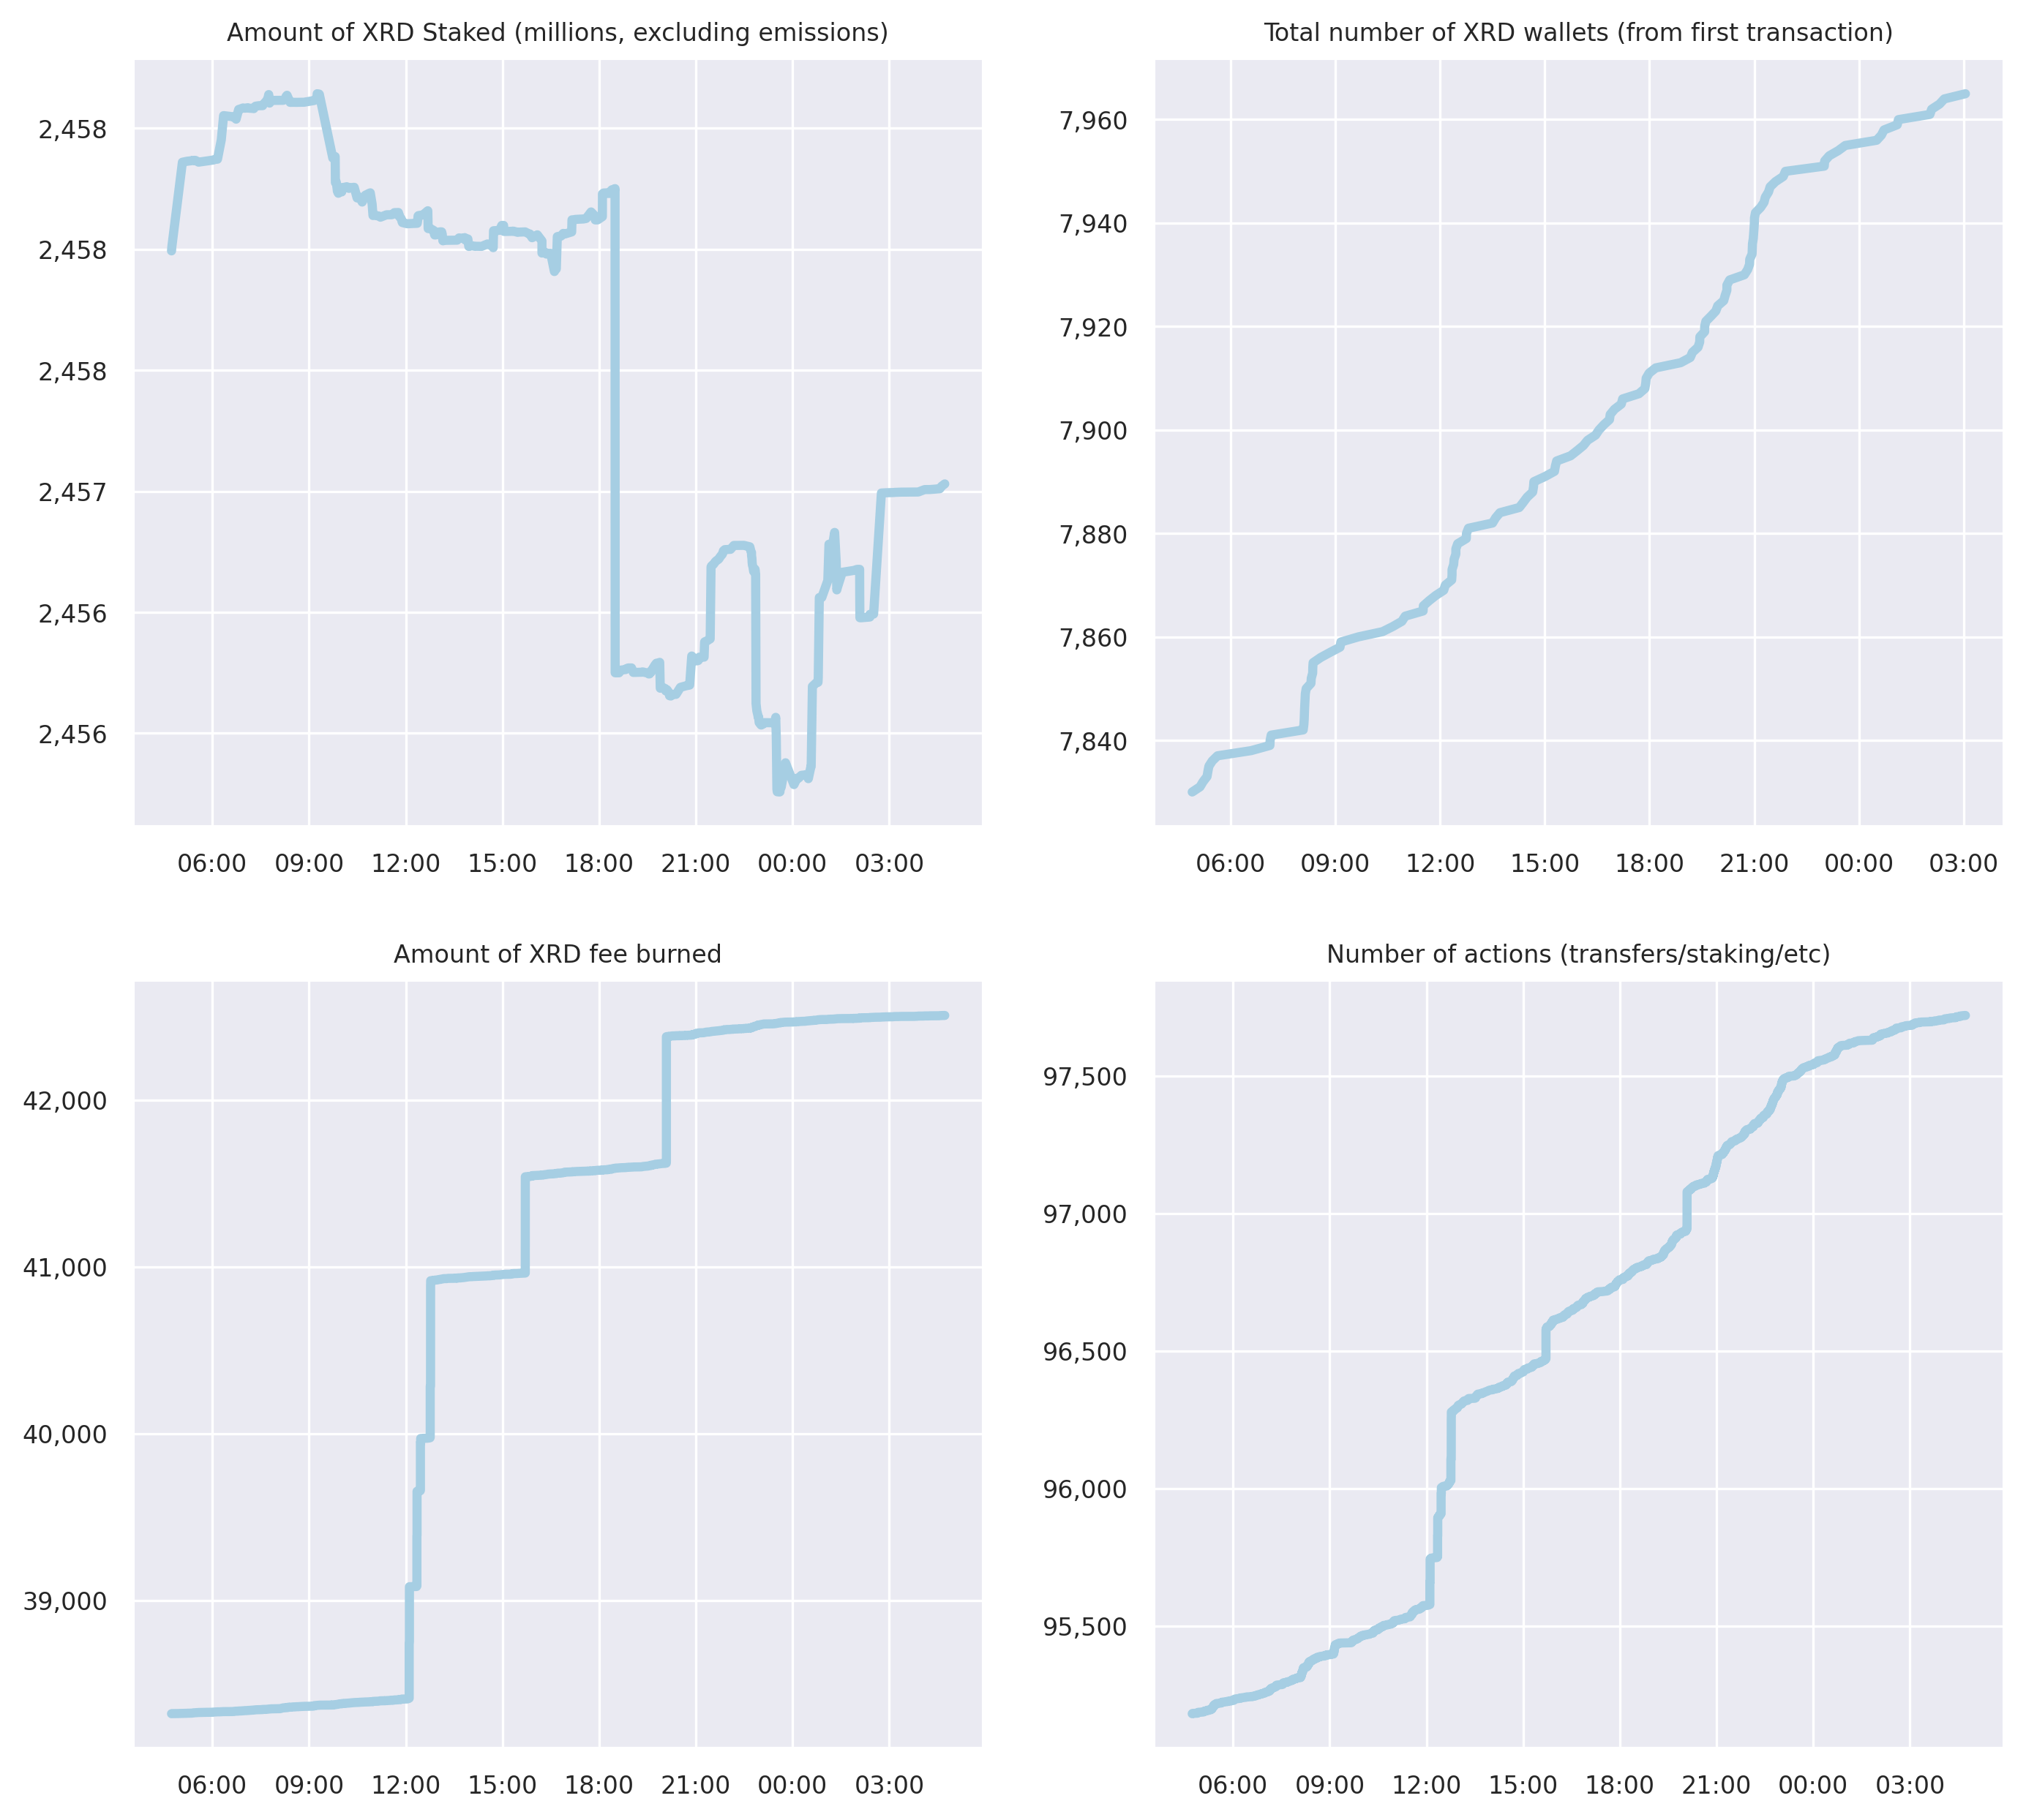 Amount of XRD Staked (millions, excluding emissions)
2,458
2,458
2,458
2,457
2,456
2,456
06:00 09:00 12:00 15:00 18:00 21:00 00:00 03:00
Total number of XRD wallets (from first transaction)
7,960
7,940
7,920
7,900
7,880
7,860
7,840
06:00 09:00 12:00 15:00 18:00 21:00 00:00 03:00
Amount of XRD fee burned
42,000
41,000
40,000
39,000
06:00 09:00 12:00 15:00 18:00 21:00 00:00 03:00
Number of actions (transfers/staking/etc)
97,500
97,000
96,500
96,000
95,500
06:00 09:00 12:00 15:00 18:00 21:00 00:00 03:00